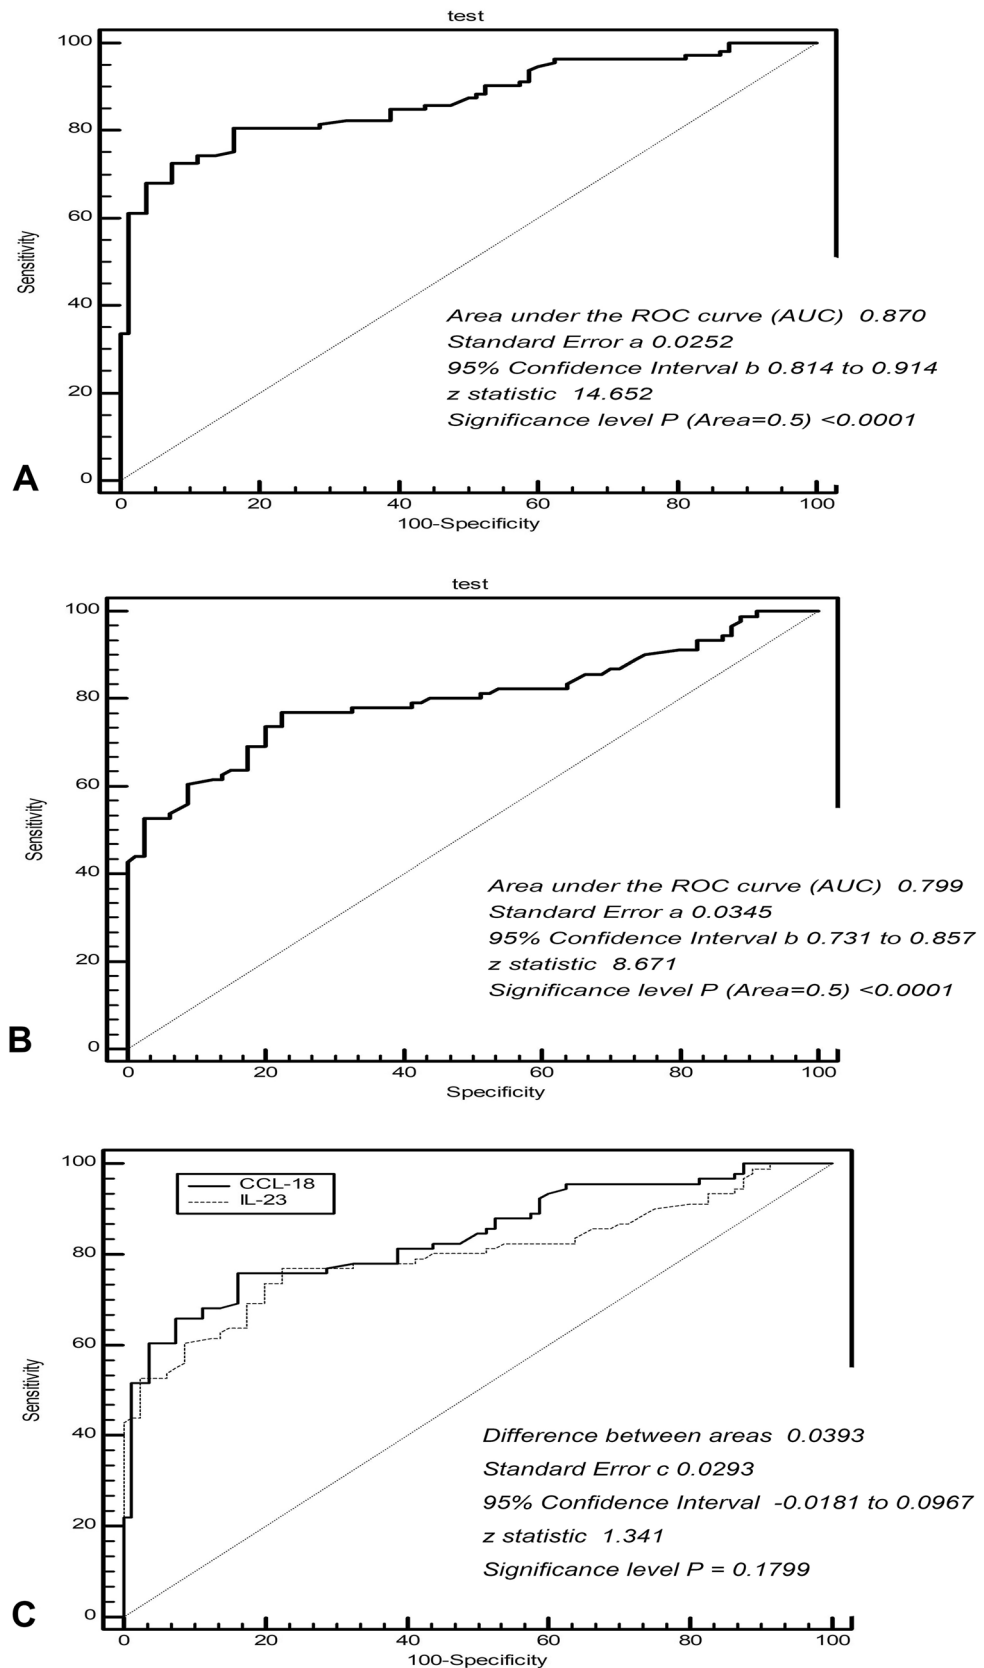 test
100
80
60
40
20
0
Sensitivity
Area under the ROC curve (AUC) 0.870
Standard Error a 0.0252
95% Confidence Interval b 0.814 to 0.914
z statistic 14.652
Significance level P (Area=0.5) <0.0001
A
0 20 40 60 80 100
100-Specificity
test
100
80
60
40
20
0
Sensitivity
Area under the ROC curve (AUC) 0.799
Standard Error a 0.0345
95% Confidence Interval b 0.731 to 0.857
z statistic 8.671
Significance level P (Area=0.5) <0.0001
B
0 20 40 60 80 100
Specificity
100
80
60
40
20
0
CCL-18
IL-23
Sensitivity
Difference between areas 0.0393
Standard Error c 0.0293
95% Confidence Interval -0.0181 to 0.0967
z statistic 1.341
Significance level P = 0.1799
C
0 20 40 60 80 100
100-Specificity